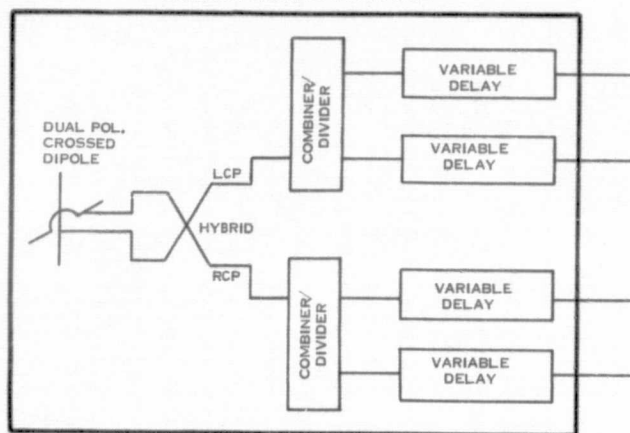 DUAL POL.
CROSSED
DIPOLE
LCP
HYBRID
RCP
COMBINER/
DIVIDER
VARIABLE
DELAY
VARIABLE
DELAY
COMBINER/
DIVIDER
VARIABLE
DELAY
VARIABLE
DELAY